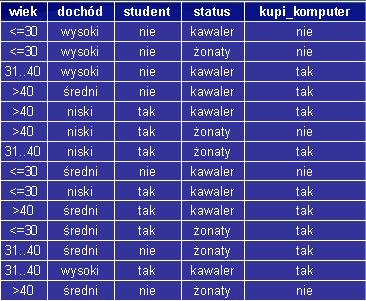 wiek dochód student status kupi_komputer
<=30 wysoki nie kawaler nie
<=30 wysoki nie żonaty nie
31..40 wysoki nie kawaler tak
>40 średni nie kawaler tak
>40 niski tak kawaler tak
>40 niski tak żonaty nie
31..40 niski tak żonaty tak
<=30 średni nie kawaler nie
<=30 niski tak kawaler tak
>40 średni tak kawaler tak
<=30 średni tak żonaty tak
31..40 średni nie żonaty tak
31..40 wysoki tak kawaler tak
>40 średni nie żonaty nie